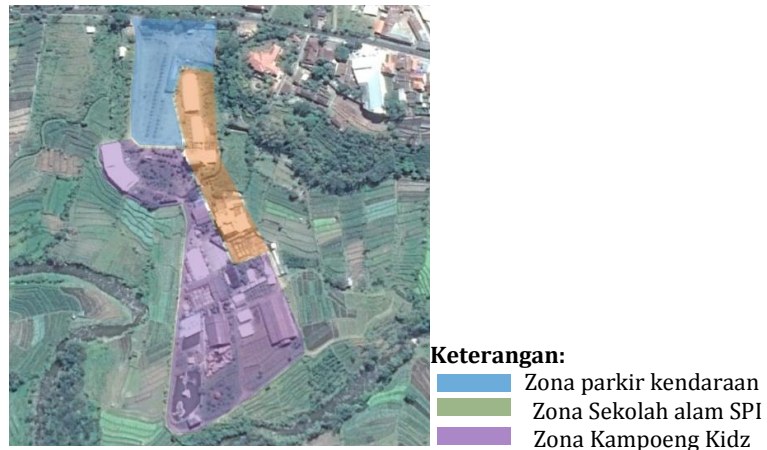 Keterangan:
Zona parkir kendaraan
Zona Sekolah alam SPI
Zona Kampoeng Kidz